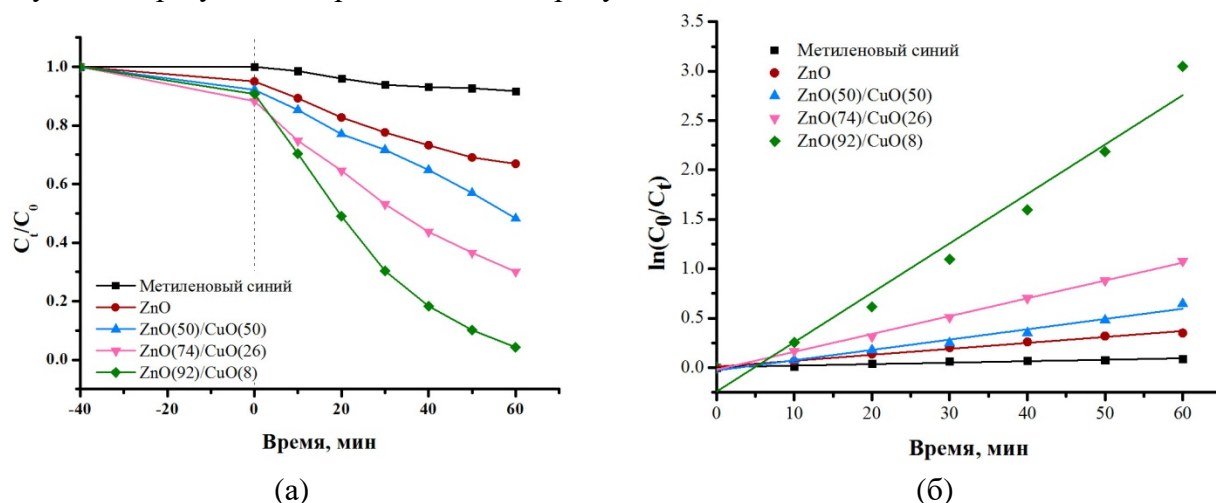 1.0
0.8
0.6
0.4
0.2
0.0
Cₜ/C₀
Метиленовый синий
ZnO
ZnO(50)/CuO(50)
ZnO(74)/CuO(26)
ZnO(92)/CuO(8)
-40 -20 0 20 40 60
Время, мин
(а)
3.5
3.0
2.5
2.0
1.5
1.0
0.5
0.0
ln(C₀/Cₜ)
Метиленовый синий
ZnO
ZnO(50)/CuO(50)
ZnO(74)/CuO(26)
ZnO(92)/CuO(8)
0 10 20 30 40 50 60
Время, мин
(б)